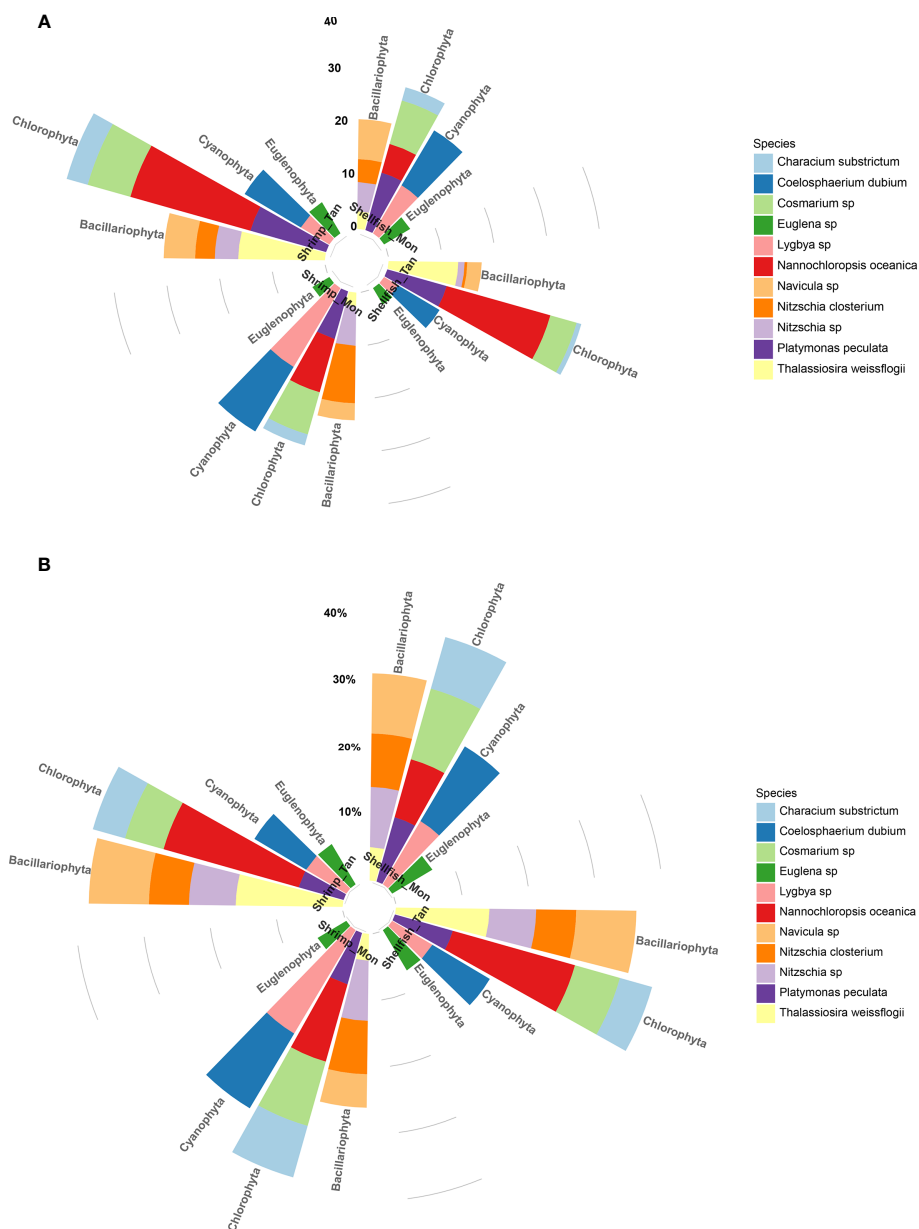 A
40
30
20
10
0
Bacillariophyta
Chlorophyta
Cyanophyta
Euglenophyta
Shellfish_Mon
Chlorophyta
Cyanophyta
Euglenophyta
Bacillariophyta
Shrimp_Tan
Bacillariophyta
Chlorophyta
Cyanophyta
Euglenophyta
Shellfish_Tan
Shrimp_Mon
Euglenophyta
Cyanophyta
Chlorophyta
Bacillariophyta
Species
Characium substrictum
Coelosphaerium dubium
Cosmarium sp
Euglena sp
Lygbya sp
Nannochloropsis oceanica
Navicula sp
Nitzschia closterium
Nitzschia sp
Platymonas peculata
Thalassiosira weissflogii
B
40%
30%
20%
10%
Bacillariophyta
Chlorophyta
Cyanophyta
Euglenophyta
Shellfish_Mon
Chlorophyta
Cyanophyta
Euglenophyta
Bacillariophyta
Shrimp_Tan
Bacillariophyta
Chlorophyta
Cyanophyta
Euglenophyta
Shellfish_Tan
Shrimp_Mon
Euglenophyta
Cyanophyta
Chlorophyta
Bacillariophyta
Species
Characium substrictum
Coelosphaerium dubium
Cosmarium sp
Euglena sp
Lygbya sp
Nannochloropsis oceanica
Navicula sp
Nitzschia closterium
Nitzschia sp
Platymonas peculata
Thalassiosira weissflogii